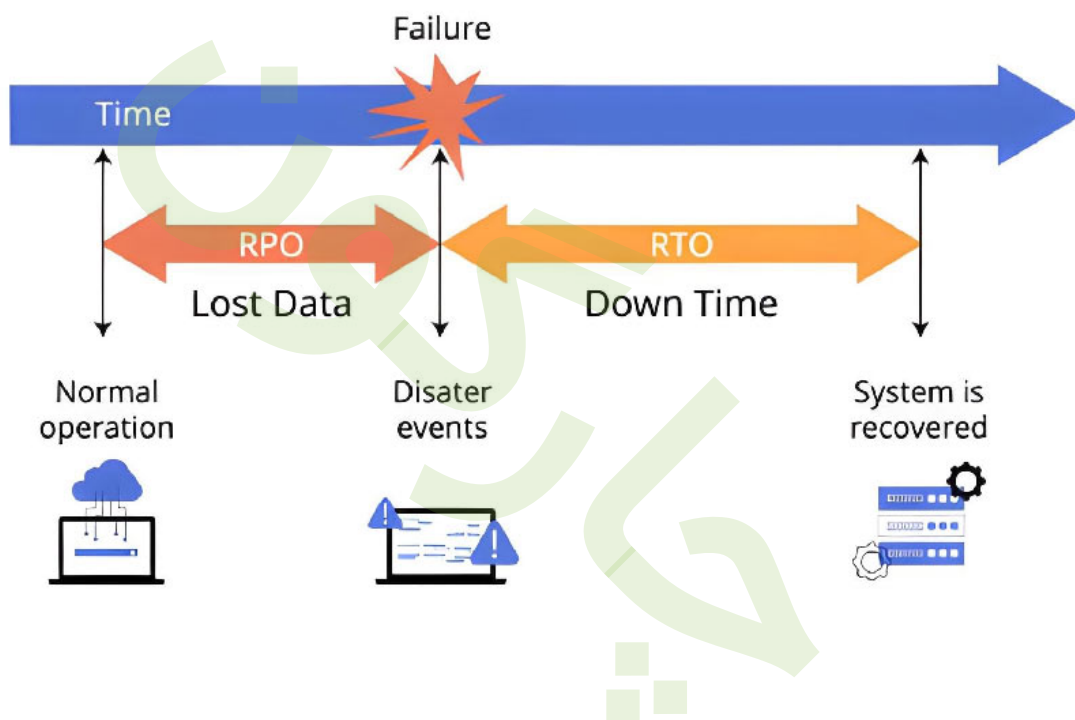 Failure
Time
RPO
RTO
Lost Data
Down Time
Normal
operation
Disater
events
System is
recovered